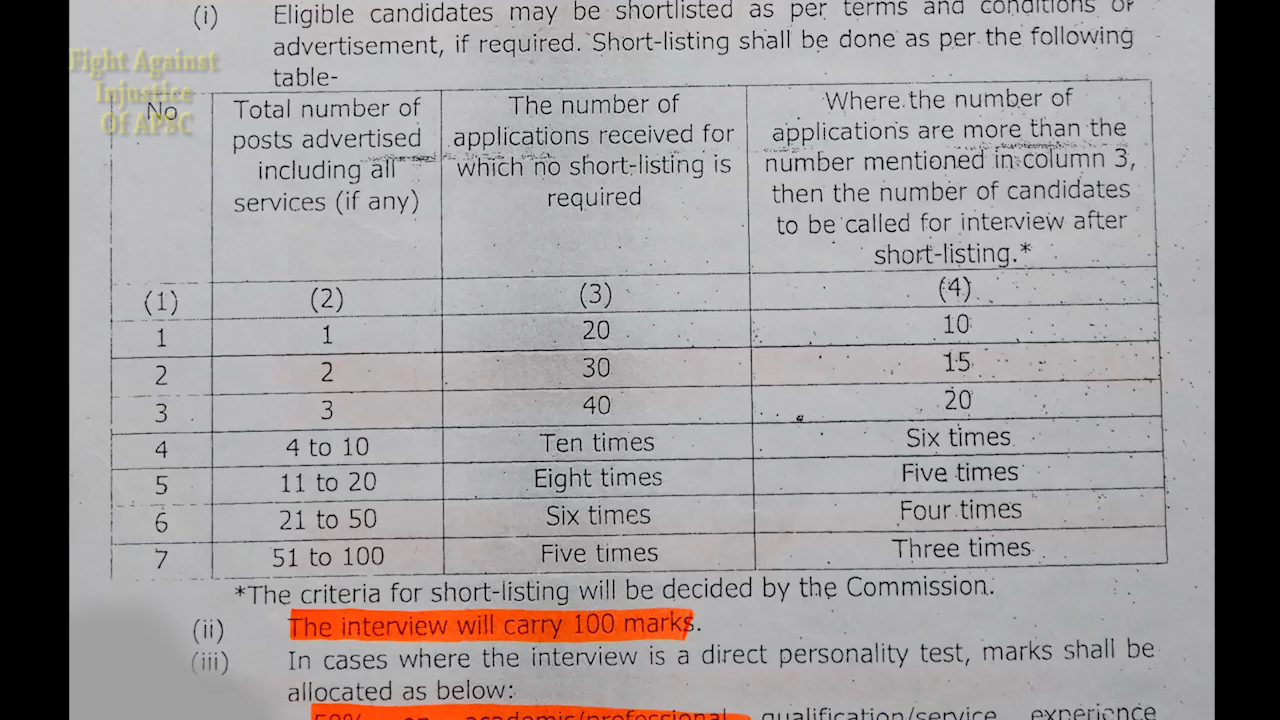 (i) Eligible candidates may be shortlisted as per terms and conditions of
advertisement, if required. Short-listing shall be done as per the following
table-
Fight Against
Injustice
Of APSC
No
Total number of
posts advertised
including all
services (if any)
The number of
applications received for
which no short-listing is
required
Where the number of
applications are more than the
number mentioned in column 3,
then the number of candidates
to be called for interview after
short-listing.*
(1) (2) (3) (4)
1 1 20 10
2 2 30 15
3 3 40 20
4 4 to 10 Ten times Six times
5 11 to 20 Eight times Five times
6 21 to 50 Six times Four times
7 51 to 100 Five times Three times
*The criteria for short-listing will be decided by the Commission.
(ii) The interview will carry 100 marks.
(iii) In cases where the interview is a direct personality test, marks shall be
allocated as below:
50% on academic/professional qualification/service experience